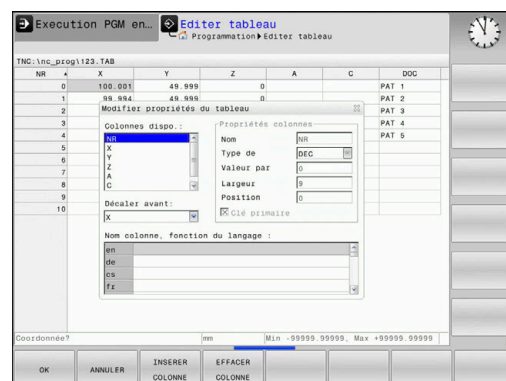 Execution PGM en... Editer tableau
Programmation Editer tableau
TNC:\nc_prog\123.TAB
NR X Y Z A C DOC
0 100.001 49.999 0 PAT 1
1 99.994 49.999 0 PAT 2
2 PAT 3
3 PAT 4
4 PAT 5
5
6
7
8
9
10
Modifier propriétés du tableau
Colonnes dispo.:
NR
X
Y
Z
A
C
Décaler avant:
X
Propriétés colonnes
Nom NR
Type de DEC
Valeur par 0
Largeur 9
Position 0
Clé primaire
Nom colonne, fonction du langage :
en
de
cs
fr
Coordonnée? mm Min -99999.99999, Max +99999.99999
OK ANNULER INSERER COLONNE EFFACER COLONNE